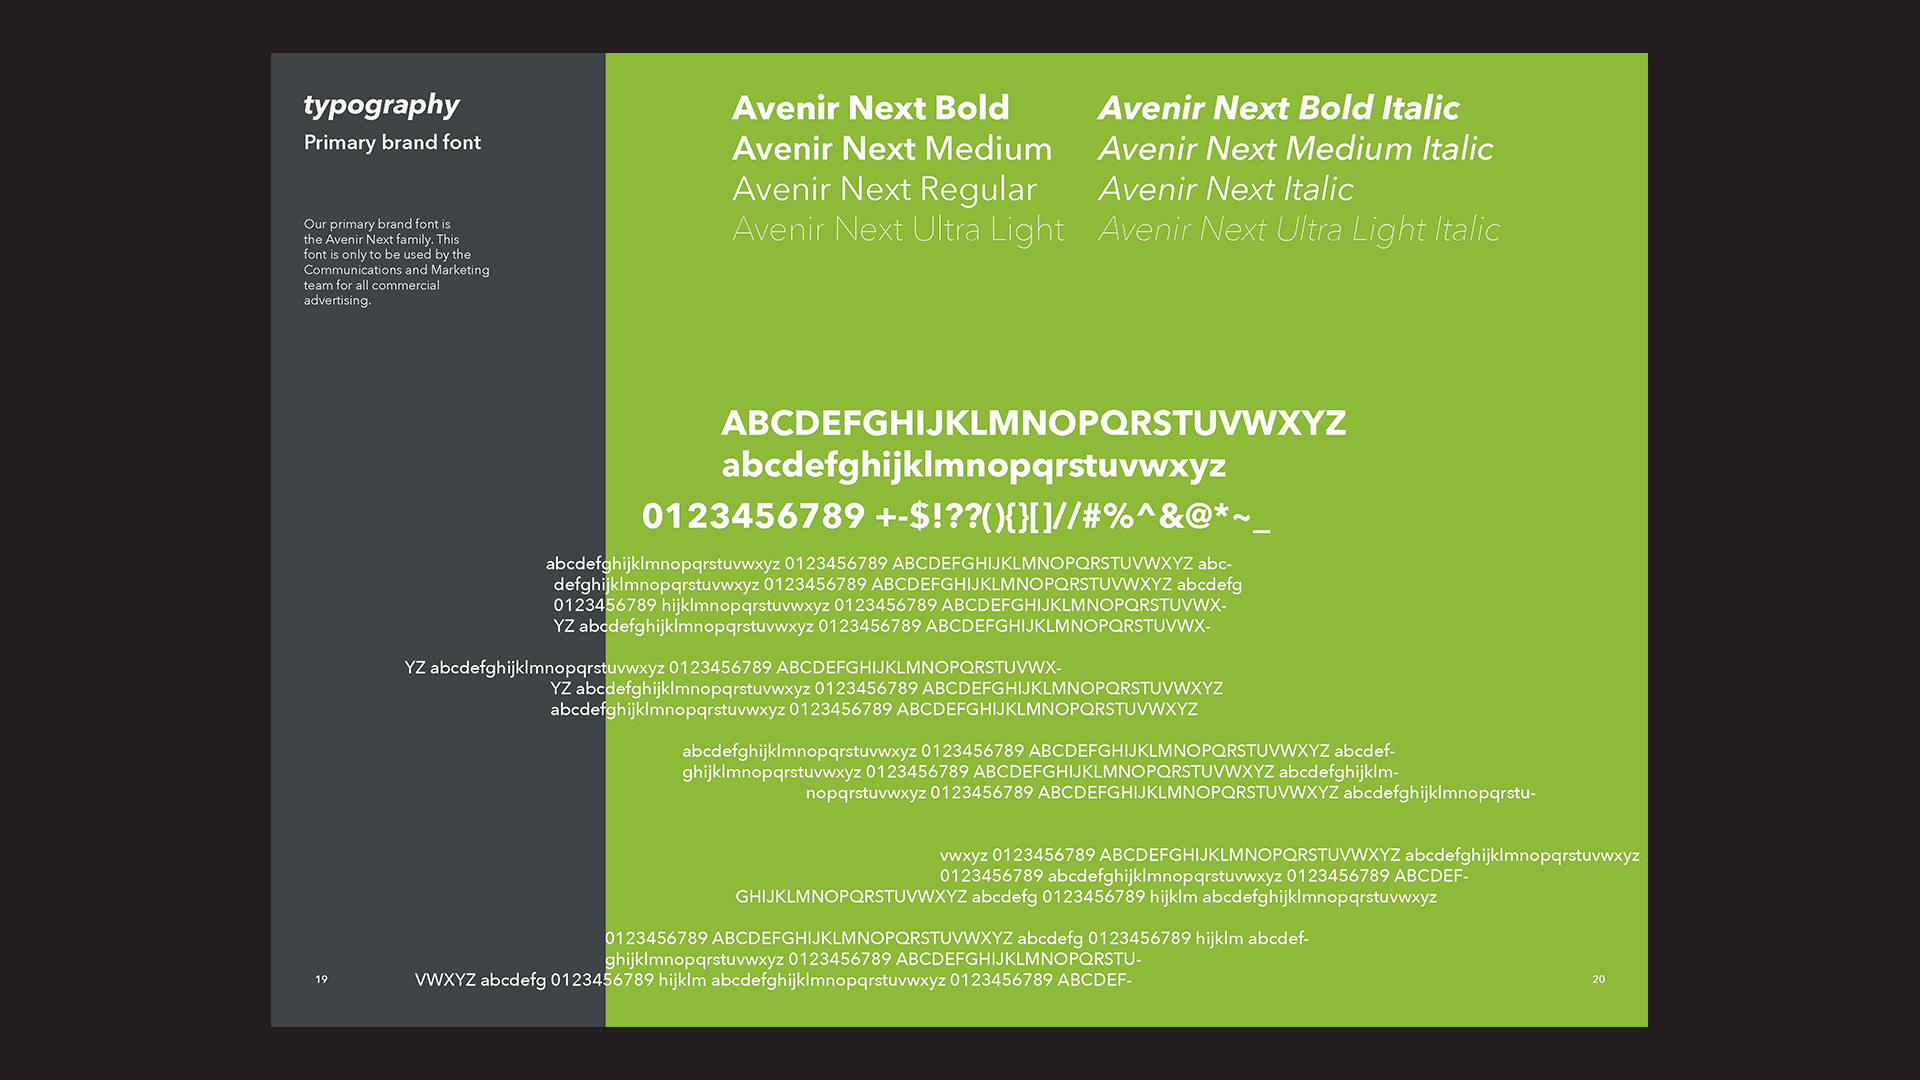 typography
Primary brand font
Our primary brand font is
the Avenir Next family. This
font is only to be used by the
Communications and Marketing
team for all commercial
advertising.
Avenir Next Bold
Avenir Next Medium
Avenir Next Regular
Avenir Next Ultra Light
Avenir Next Bold Italic
Avenir Next Medium Italic
Avenir Next Italic
Avenir Next Ultra Light Italic
ABCDEFGHIJKLMNOPQRSTUVWXYZ
abcdefghijklmnopqrstuvwxyz
0123456789 +-$!??(){}[]//#%^&@*~_
abcdefghijklmnopqrstuvwxyz 0123456789 ABCDEFGHIJKLMNOPQRSTUVWXYZ abc-
defghijklmnopqrstuvwxyz 0123456789 ABCDEFGHIJKLMNOPQRSTUVWXYZ abcdefg
0123456789 hijklmnopqrstuvwxyz 0123456789 ABCDEFGHIJKLMNOPQRSTUVWX-
YZ abcdefghijklmnopqrstuvwxyz 0123456789 ABCDEFGHIJKLMNOPQRSTUVWX-
YZ abcdefghijklmnopqrstuvwxyz 0123456789 ABCDEFGHIJKLMNOPQRSTUVWX-
YZ abcdefghijklmnopqrstuvwxyz 0123456789 ABCDEFGHIJKLMNOPQRSTUVWXYZ
abcdefghijklmnopqrstuvwxyz 0123456789 ABCDEFGHIJKLMNOPQRSTUVWXYZ
abcdefghijklmnopqrstuvwxyz 0123456789 ABCDEFGHIJKLMNOPQRSTUVWXYZ abcdef-
ghijklmnopqrstuvwxyz 0123456789 ABCDEFGHIJKLMNOPQRSTUVWXYZ abcdefghijklm-
nopqrstuvwxyz 0123456789 ABCDEFGHIJKLMNOPQRSTUVWXYZ abcdefghijklmnopqrstu-
vwxyz 0123456789 ABCDEFGHIJKLMNOPQRSTUVWXYZ abcdefghijklmnopqrstuvwxyz
0123456789 abcdefghijklmnopqrstuvwxyz 0123456789 ABCDEF-
GHIJKLMNOPQRSTUVWXYZ abcdefg 0123456789 hijklm abcdefghijklmnopqrstuvwxyz
0123456789 ABCDEFGHIJKLMNOPQRSTUVWXYZ abcdefg 0123456789 hijklm abcdef-
ghijklmnopqrstuvwxyz 0123456789 ABCDEFGHIJKLMNOPQRSTU-
VWXYZ abcdefg 0123456789 hijklm abcdefghijklmnopqrstuvwxyz 0123456789 ABCDEF-
19
20